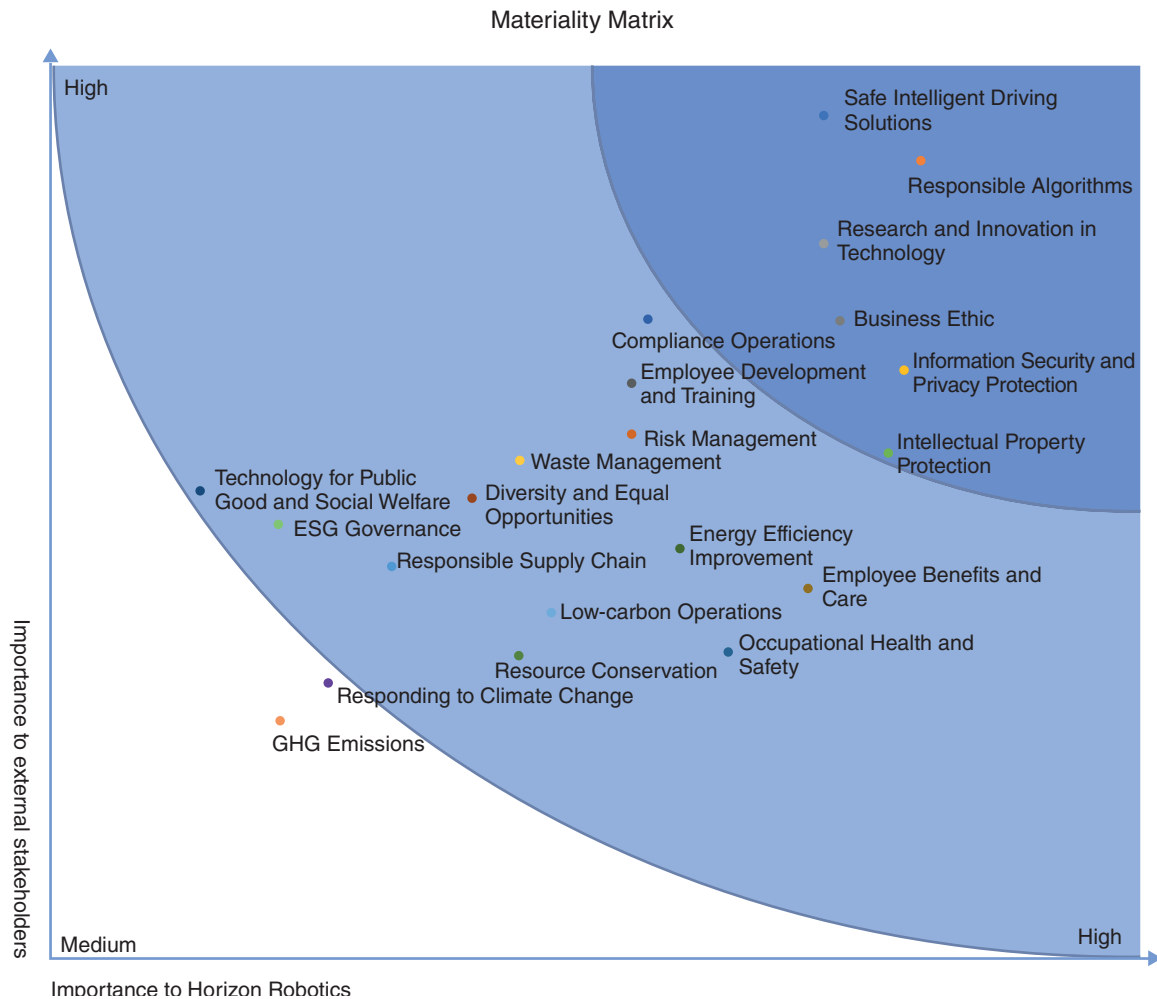 Materiality Matrix
High
Safe Intelligent Driving
Solutions
Responsible Algorithms
Research and Innovation in
Technology
Business Ethic
Compliance Operations
Information Security and
Privacy Protection
Employee Development
and Training
Risk Management
Intellectual Property
Protection
Waste Management
Technology for Public
Good and Social Welfare
Diversity and Equal
Opportunities
ESG Governance
Energy Efficiency
Improvement
Responsible Supply Chain
Employee Benefits and
Care
Low-carbon Operations
Occupational Health and
Safety
Resource Conservation
Responding to Climate Change
GHG Emissions
Importance to external stakeholders
High
Medium
Importance to Horizon Robotics